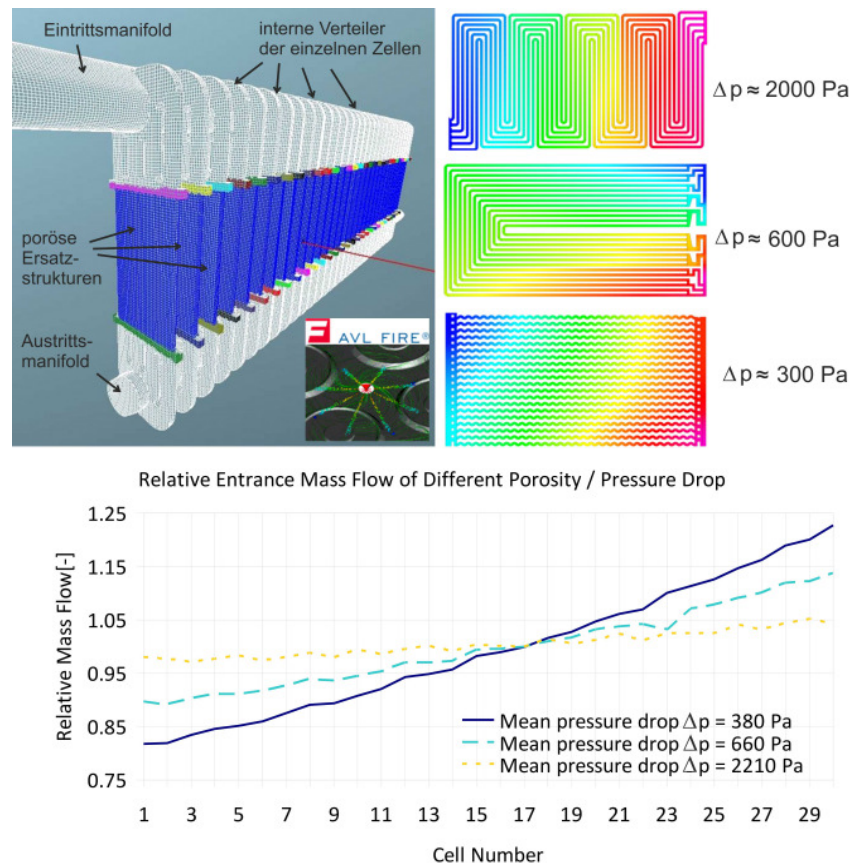 Eintrittsmanifold
interne Verteiler
der einzelnen Zellen
poröse
Ersatz-
strukturen
Austritts-
manifold
AVL FIRE®
Δp ≈ 2000 Pa
Δp ≈ 600 Pa
Δp ≈ 300 Pa
Relative Entrance Mass Flow of Different Porosity / Pressure Drop
Relative Mass Flow[-]
1.25
1.15
1.05
0.95
0.85
0.75
Mean pressure drop Δp = 380 Pa
Mean pressure drop Δp = 660 Pa
Mean pressure drop Δp = 2210 Pa
1 3 5 7 9 11 13 15 17 19 21 23 25 27 29
Cell Number